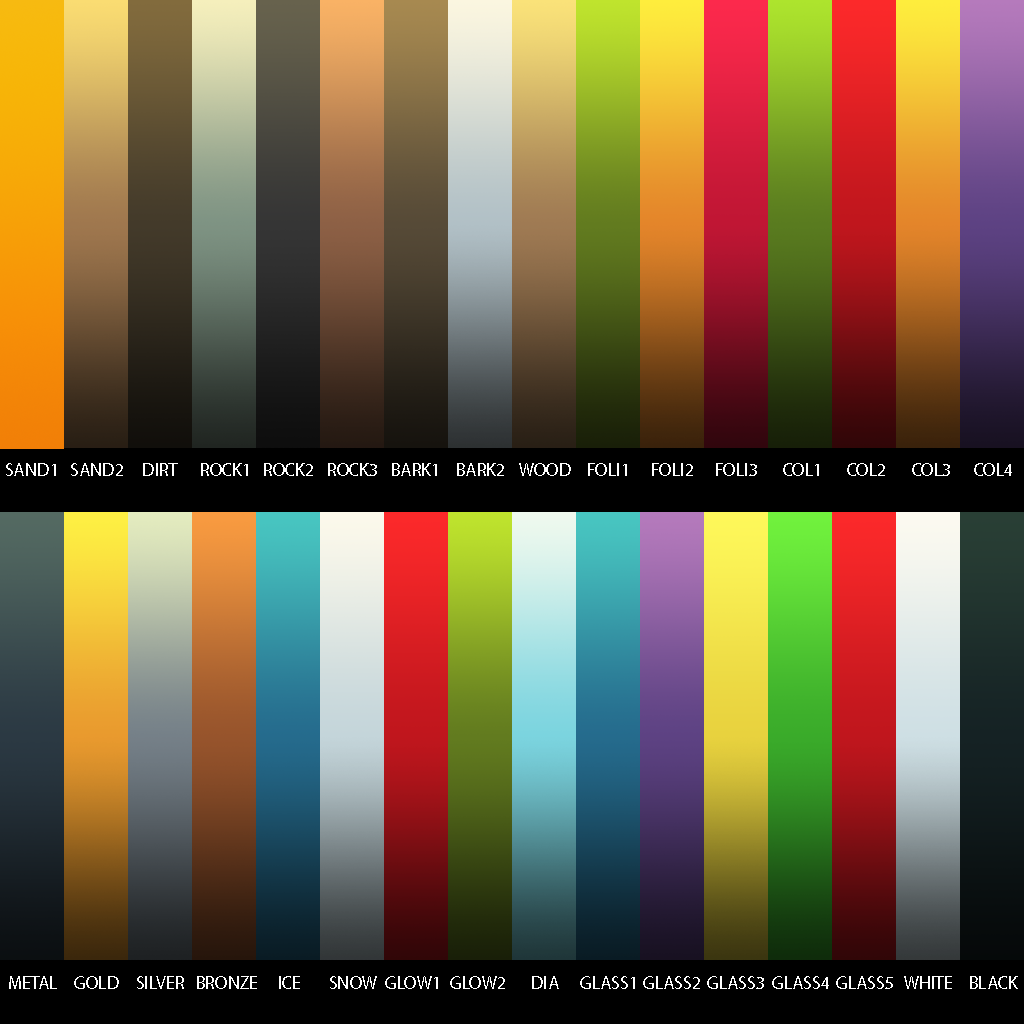 SAND1 SAND2 DIRT ROCK1 ROCK2 ROCK3 BARK1 BARK2 WOOD FOLI1 FOLI2 FOLI3 COL1 COL2 COL3 COL4
METAL GOLD SILVER BRONZE ICE SNOW GLOW1 GLOW2 DIA GLASS1 GLASS2 GLASS3 GLASS4 GLASS5 WHITE BLACK